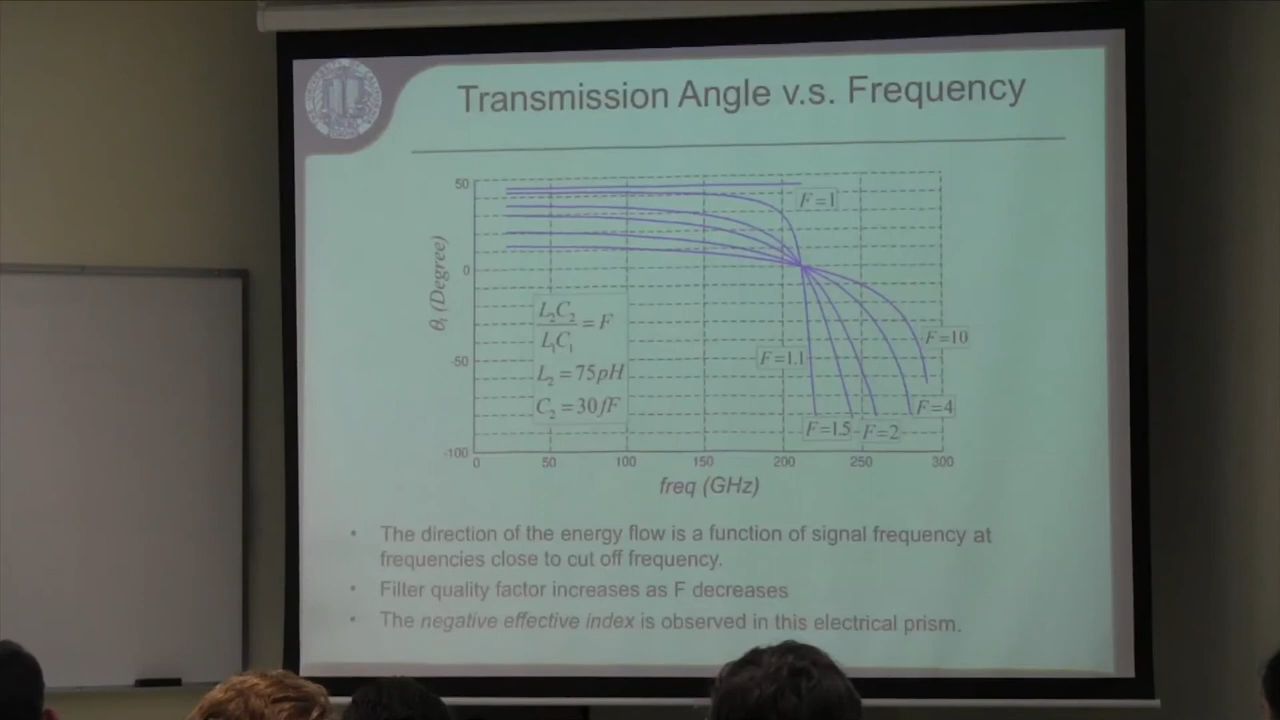 Transmission Angle v.s. Frequency
50
0
-50
-100
θt (Degree)
F=1
L2C2
L1C1
=F
L2=75pH
C2=30fF
F=1.1
F=10
F=4
F=1.5
F=2
0 50 100 150 200 250 300
freq (GHz)
• The direction of the energy flow is a function of signal frequency at
frequencies close to cut off frequency.
• Filter quality factor increases as F decreases
• The negative effective index is observed in this electrical prism.